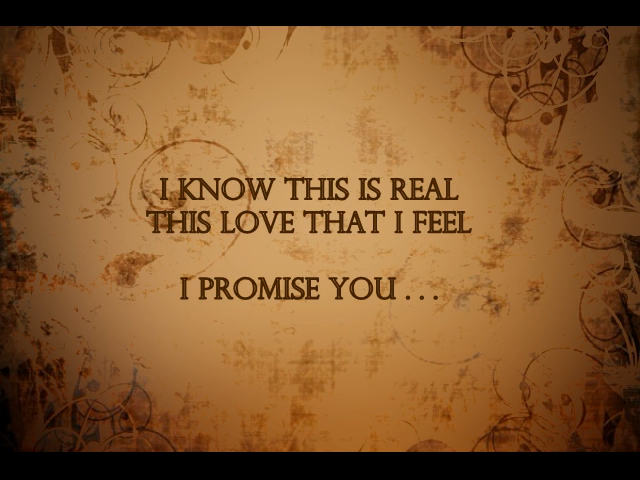 I KNOW THIS IS REAL
THIS LOVE THAT I FEEL
I PROMISE YOU . . .